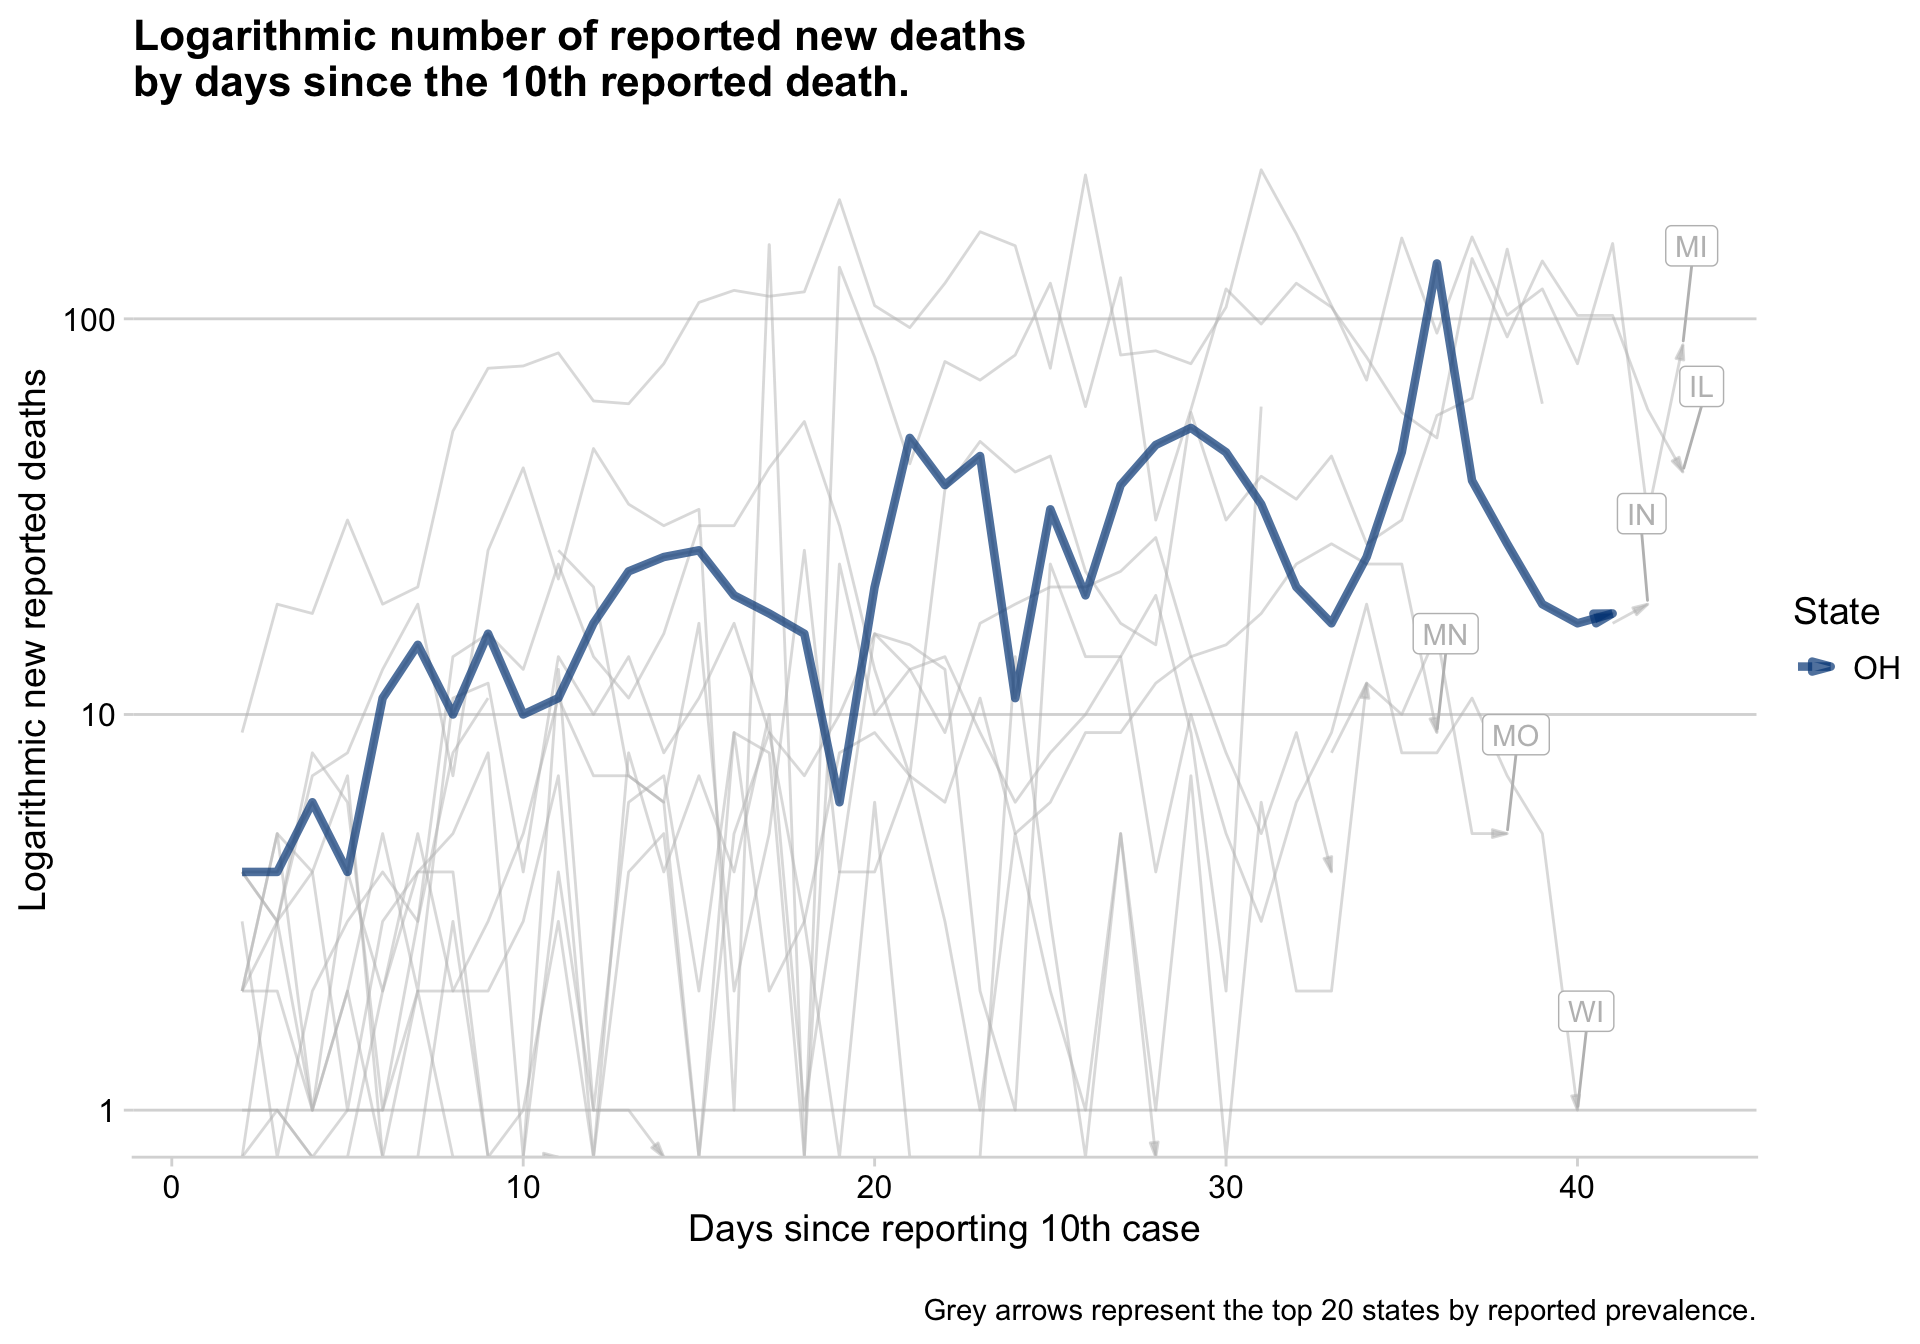 Logarithmic number of reported new deaths
by days since the 10th reported death.
Logarithmic new reported deaths
100
10
1
MI
IL
IN
MN
MO
WI
State
OH
0 10 20 30 40
Days since reporting 10th case
Grey arrows represent the top 20 states by reported prevalence.